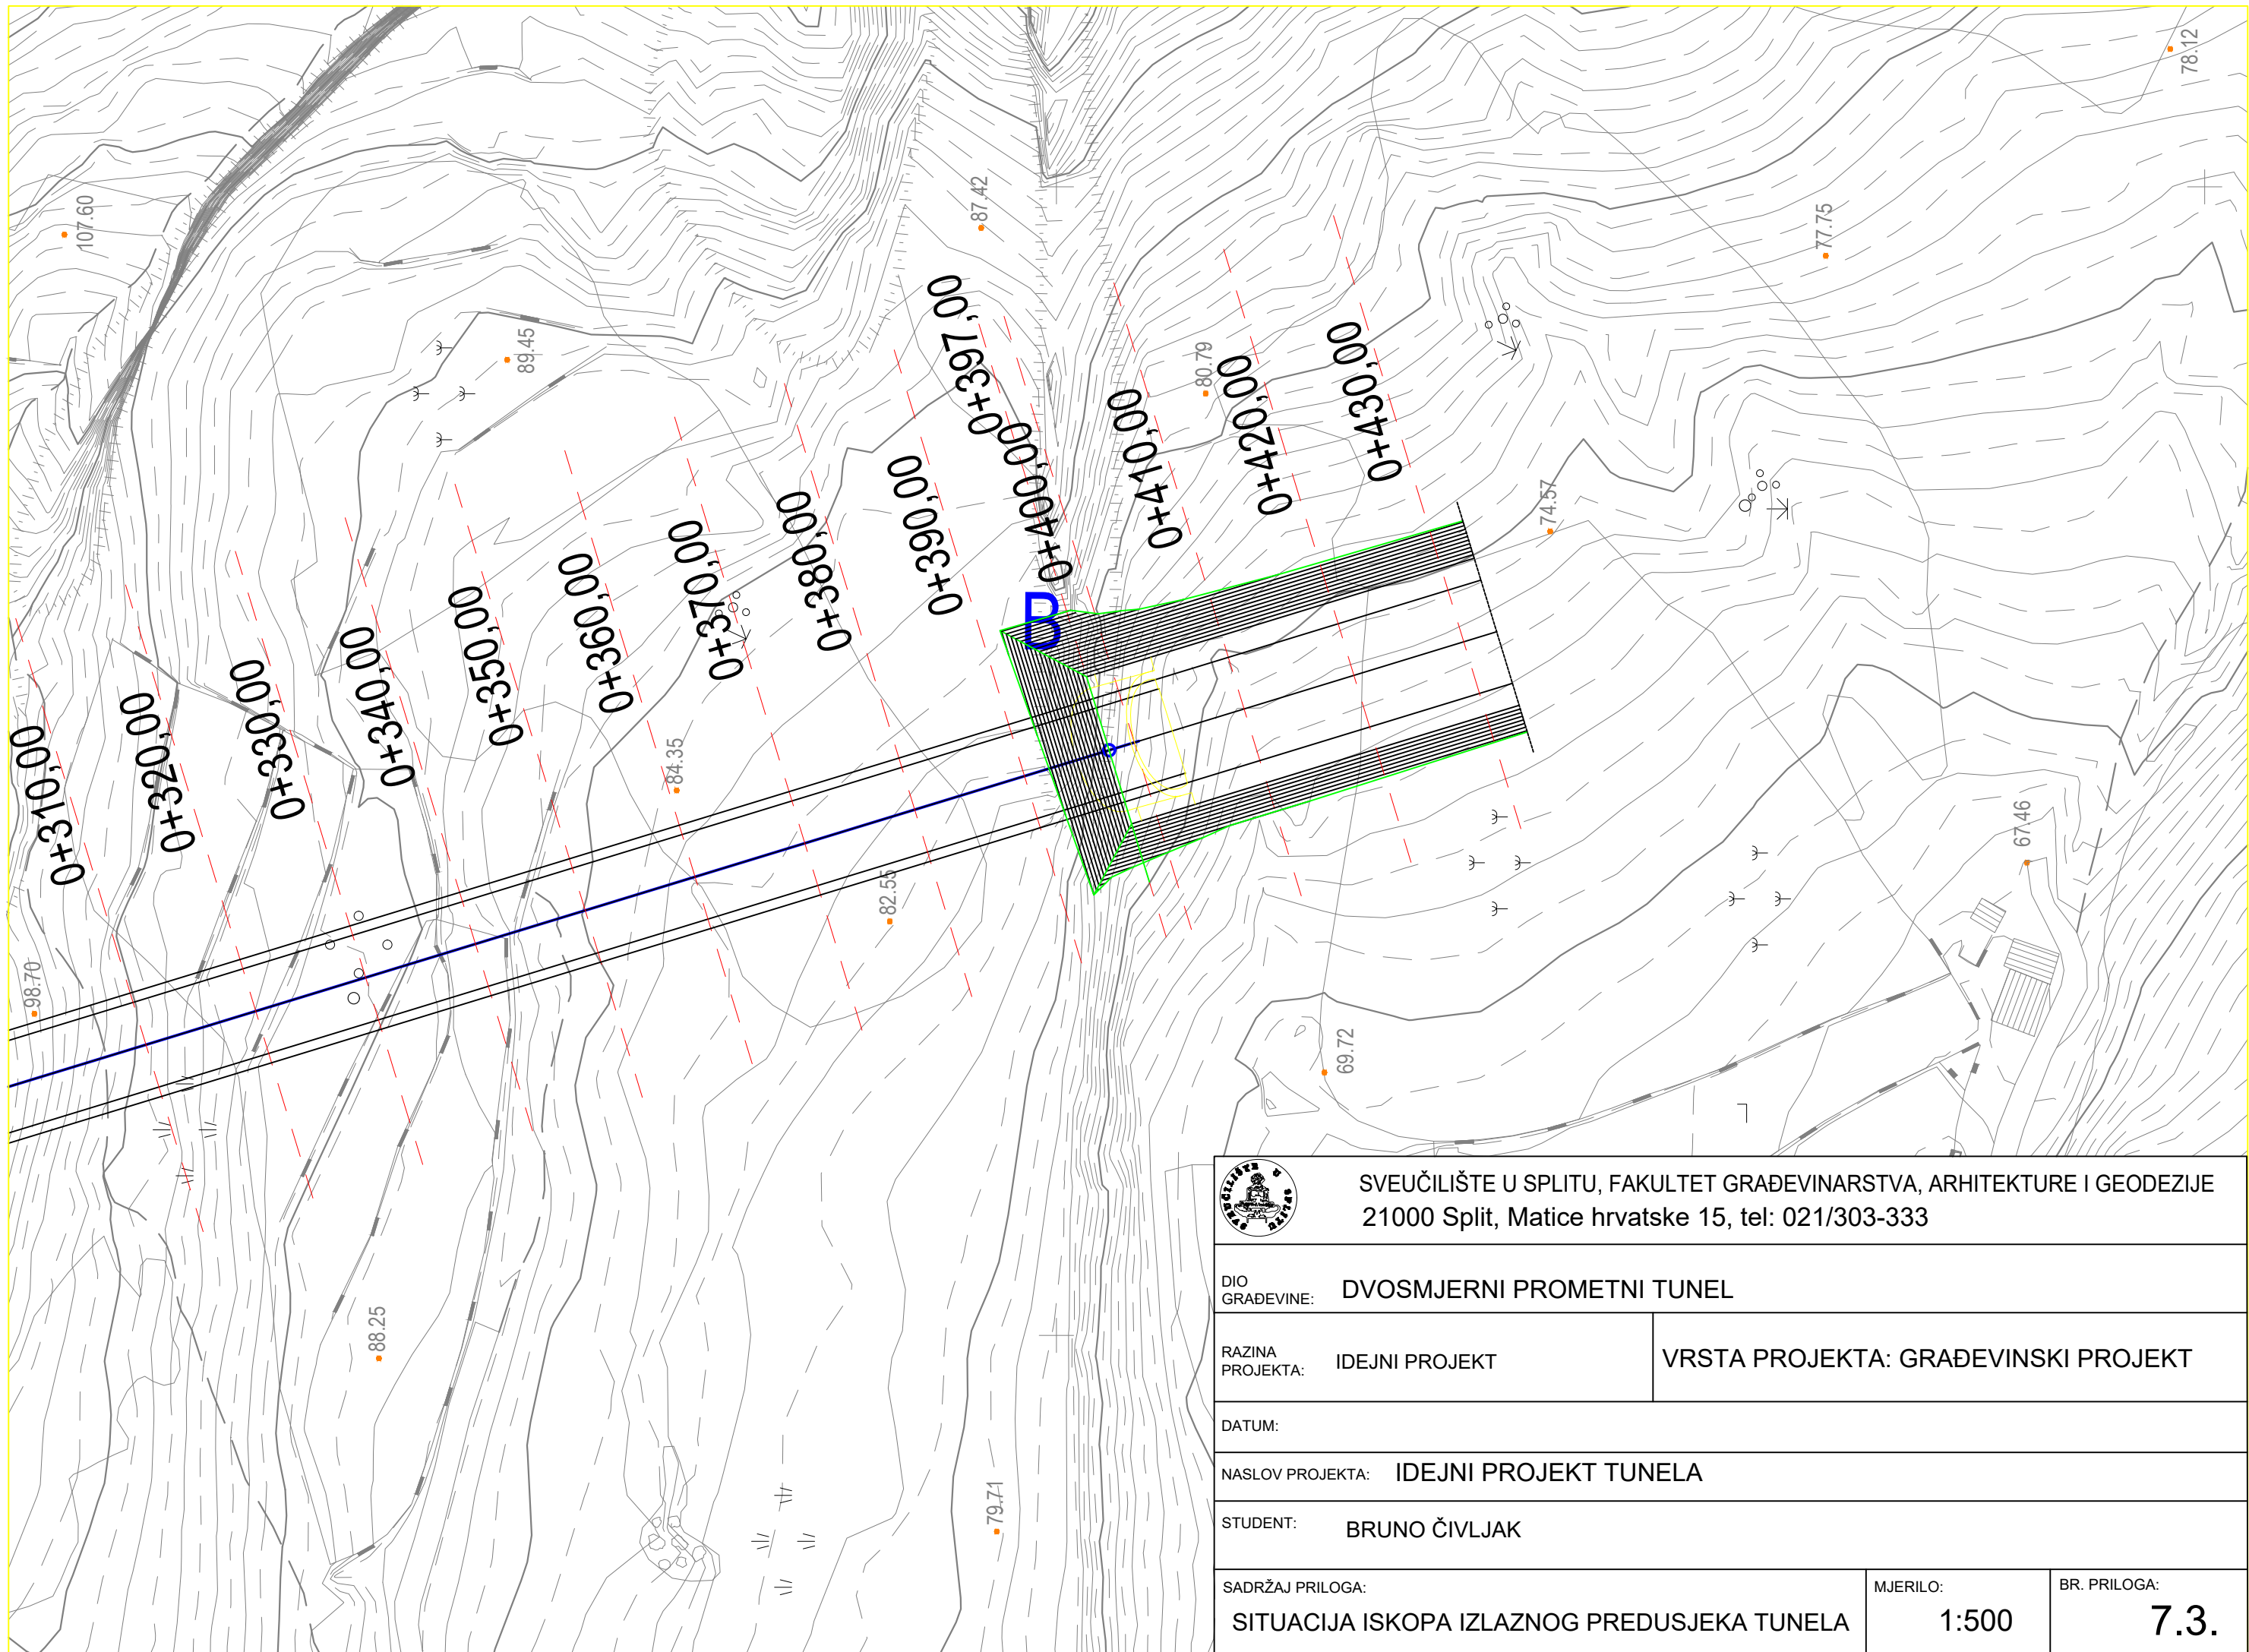 78.12
107.60
87.42
77.75
89.45
80.79
74.57
84.35
82.55
67.46
98.70
69.72
88.25
79.71
0+310,00
0+320,00
0+330,00
0+340,00
0+350,00
0+360,00
0+370,00
0+380,00
0+390,00
0+397,00
0+400,00
0+410,00
0+420,00
0+430,00
B
SVEUČILIŠTE U SPLITU
SVEUČILIŠTE U SPLITU, FAKULTET GRAĐEVINARSTVA, ARHITEKTURE I GEODEZIJE
21000 Split, Matice hrvatske 15, tel: 021/303-333
DIO
GRAĐEVINE: DVOSMJERNI PROMETNI TUNEL
RAZINA
PROJEKTA: IDEJNI PROJEKT
VRSTA PROJEKTA: GRAĐEVINSKI PROJEKT
DATUM:
NASLOV PROJEKTA: IDEJNI PROJEKT TUNELA
STUDENT: BRUNO ČIVLJAK
SADRŽAJ PRILOGA:
SITUACIJA ISKOPA IZLAZNOG PREDUSJEKA TUNELA
MJERILO:
1:500
BR. PRILOGA:
7.3.